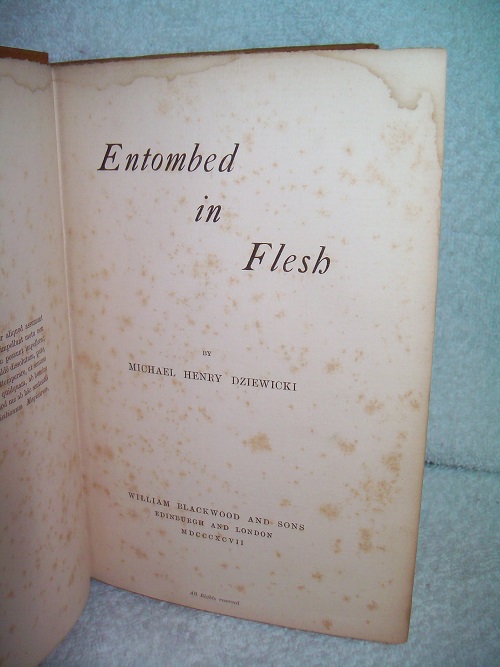 Entombed
in
Flesh
BY
MICHAEL HENRY DZIEWICKI
WILLIAM BLACKWOOD AND SONS
EDINBURGH AND LONDON
MDCCCXCVII
All Rights reserved